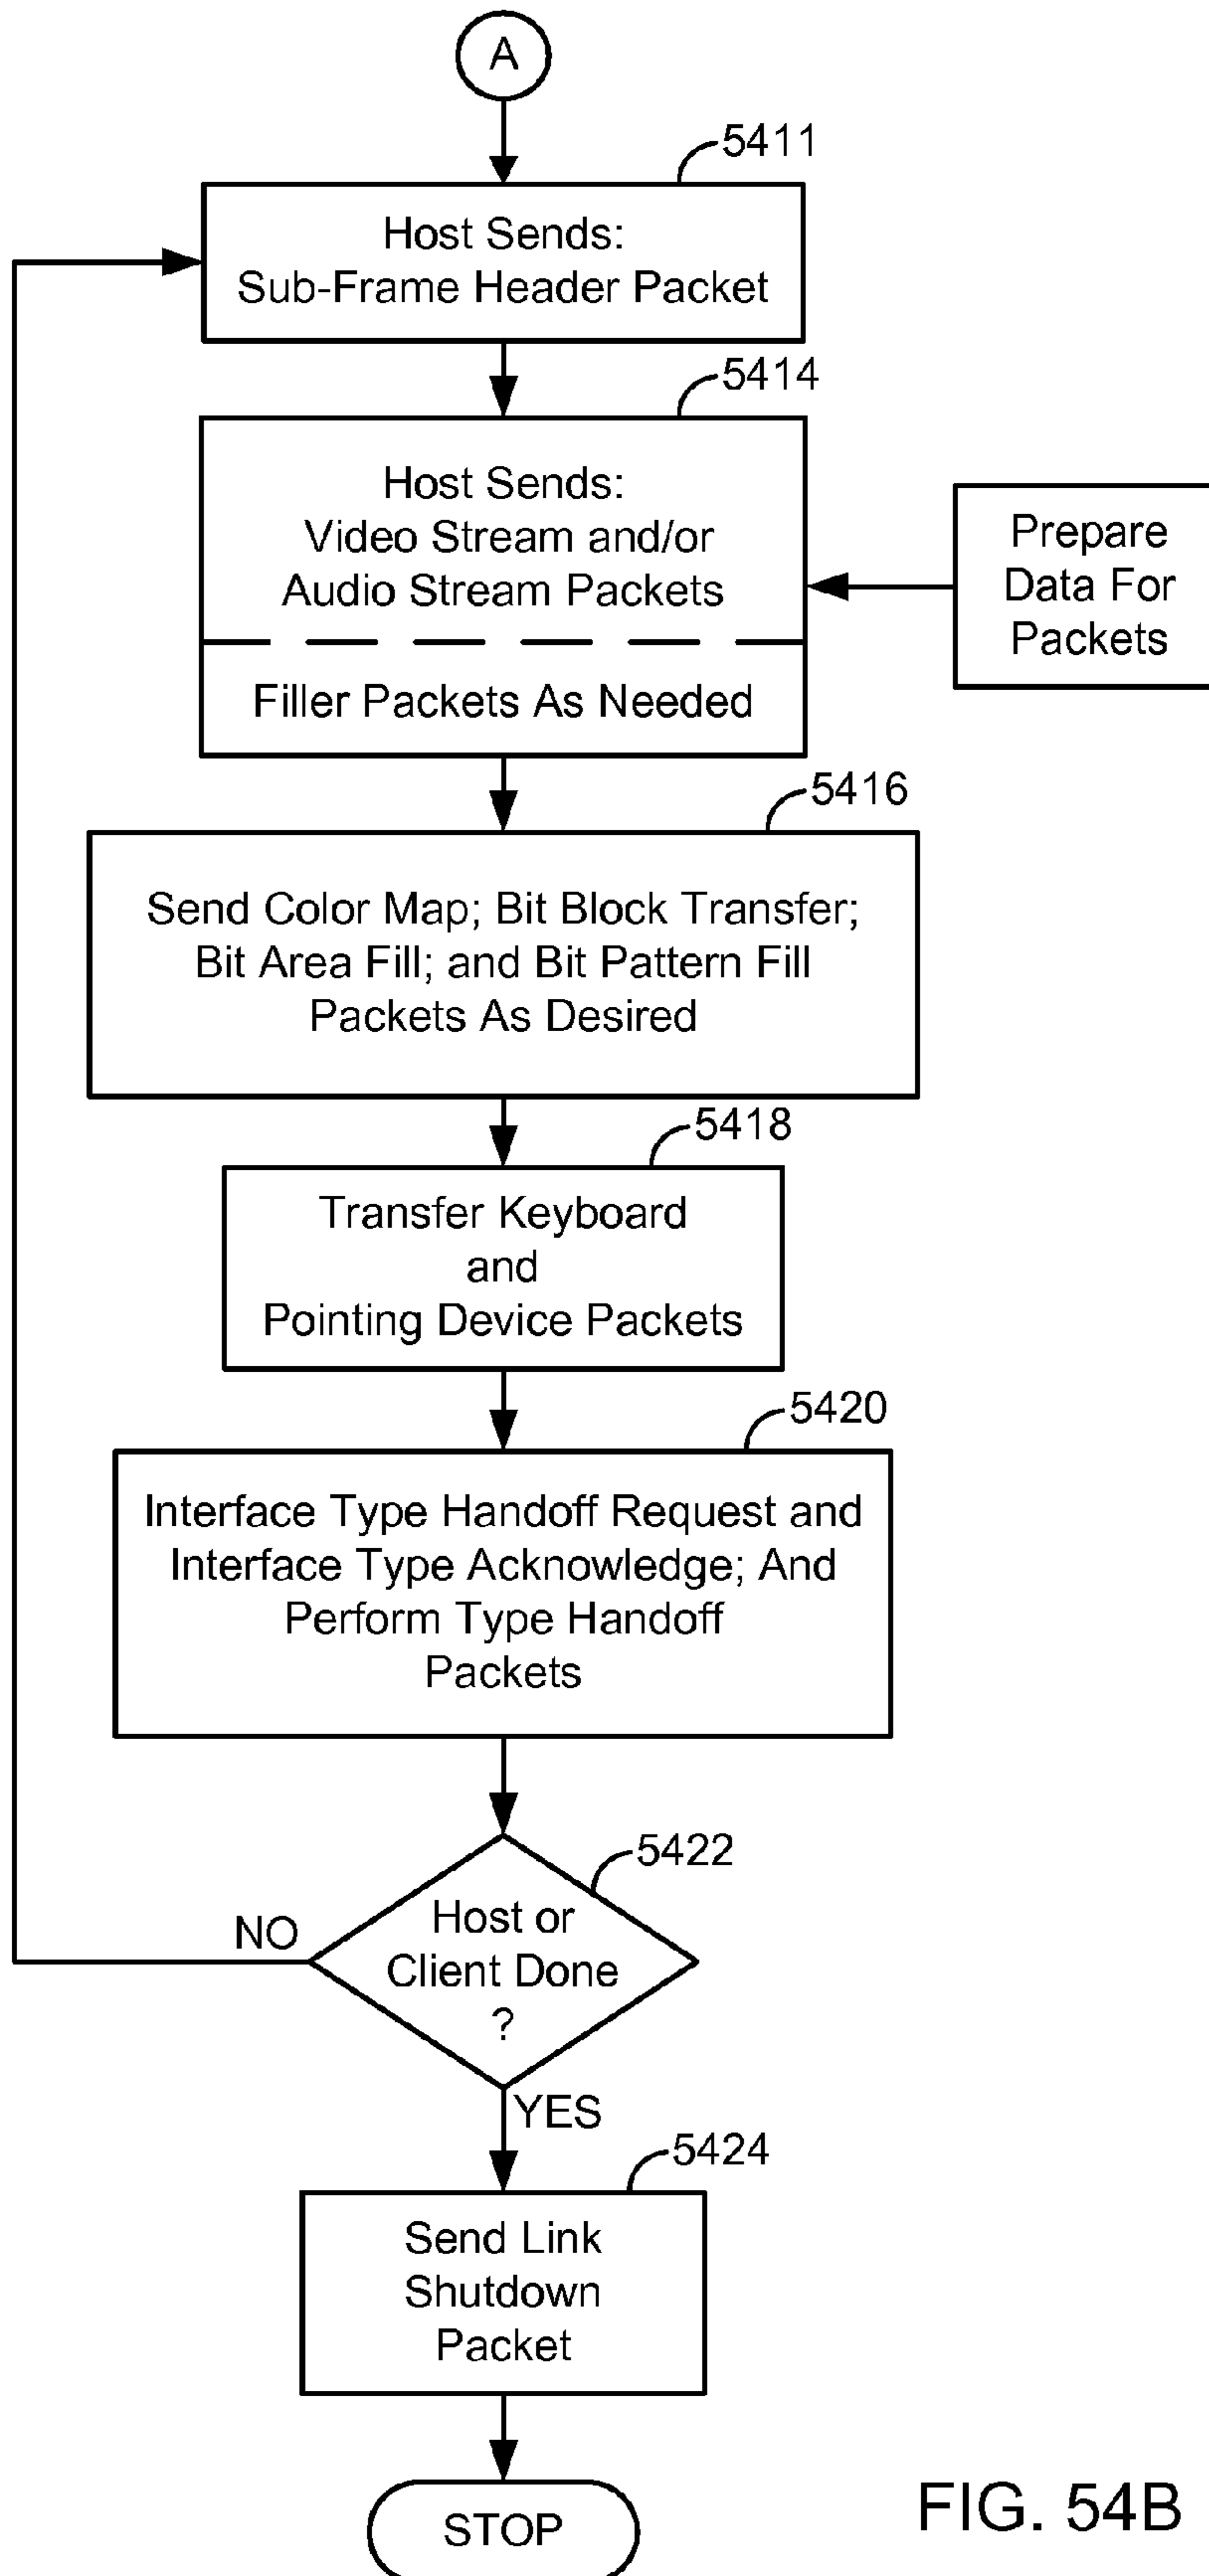 A
5411
Host Sends:
Sub-Frame Header Packet
5414
Host Sends:
Video Stream and/or
Audio Stream Packets
Filler Packets As Needed
Prepare
Data For
Packets
5416
Send Color Map; Bit Block Transfer;
Bit Area Fill; and Bit Pattern Fill
Packets As Desired
5418
Transfer Keyboard
and
Pointing Device Packets
5420
Interface Type Handoff Request and
Interface Type Acknowledge; And
Perform Type Handoff
Packets
5422
Host or
Client Done
?
NO
YES
5424
Send Link
Shutdown
Packet
STOP
FIG. 54B